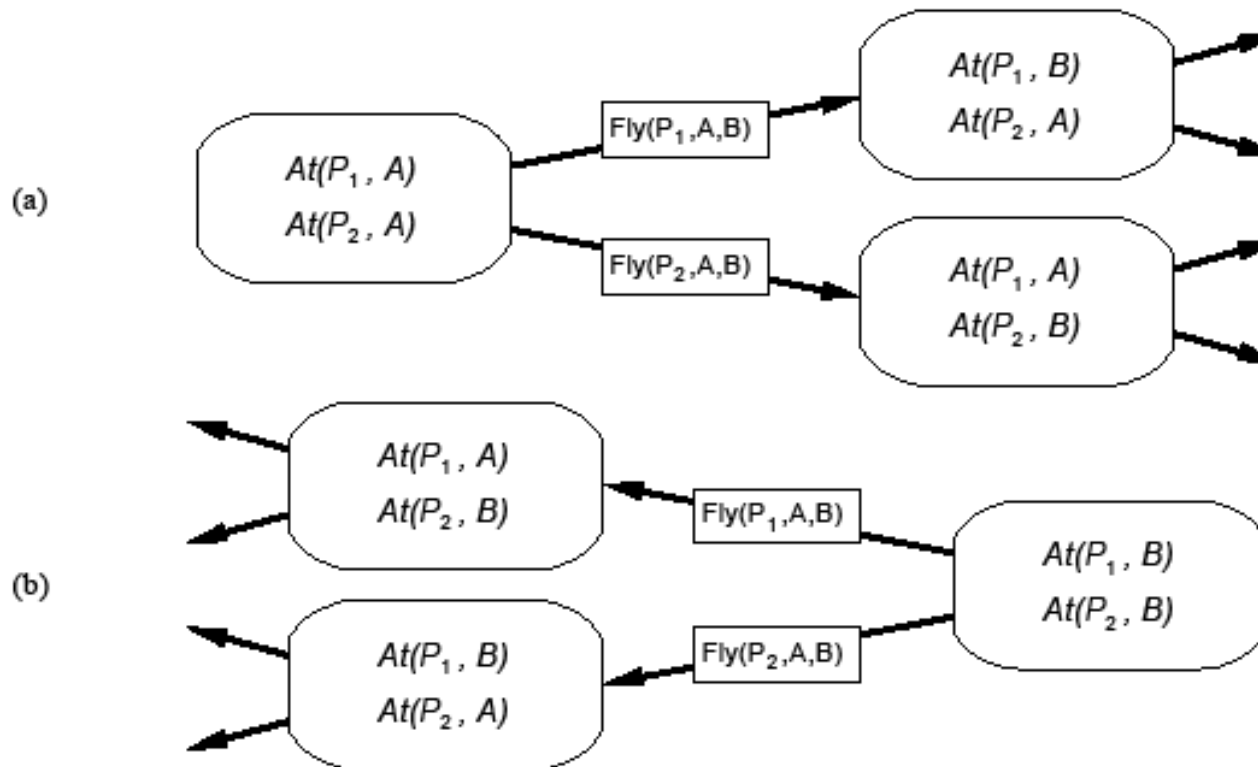 (a)
At(P₁, A)
At(P₂, A)
Fly(P₁,A,B)
At(P₁, B)
At(P₂, A)
Fly(P₂,A,B)
At(P₁, A)
At(P₂, B)
(b)
At(P₁, A)
At(P₂, B)
Fly(P₁,A,B)
At(P₁, B)
At(P₂, A)
Fly(P₂,A,B)
At(P₁, B)
At(P₂, B)